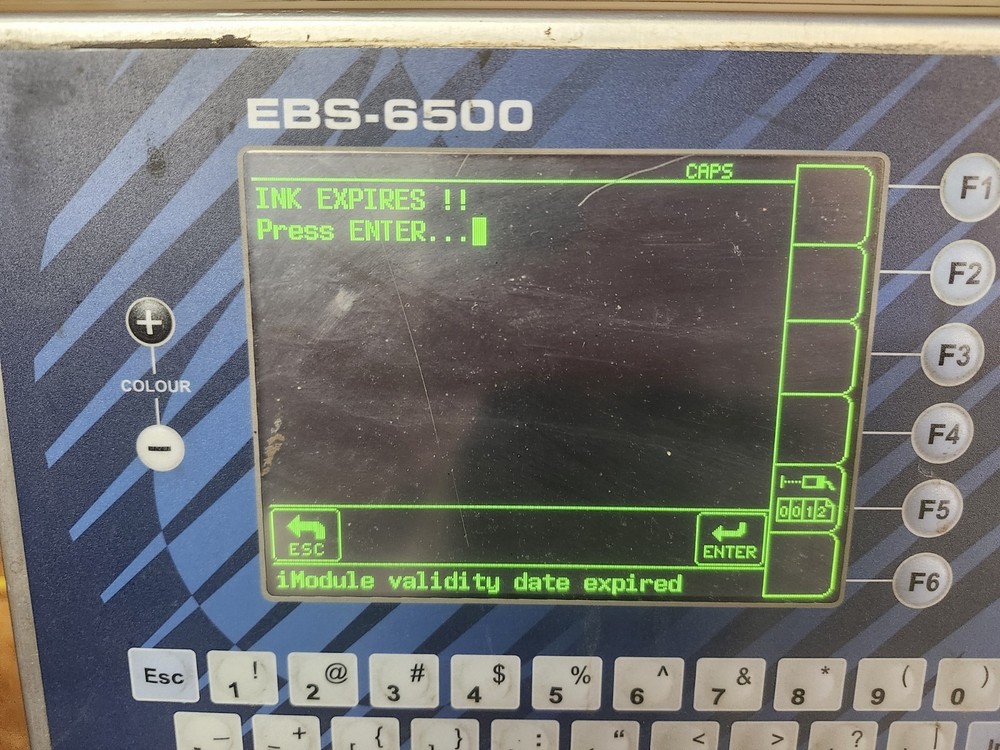 EBS-6500
CAPS
INK EXPIRES !!
Press ENTER...
F1
F2
F3
F4
F5
F6
+
COLOUR
-
0012
ESC
ENTER
iModule validity date expired
Esc
! 1
@ 2
# 3
$ 4
% 5
^ 6
& 7
* 8
( 9
) 0
_
+
{ [
}
:
“
<
>
?